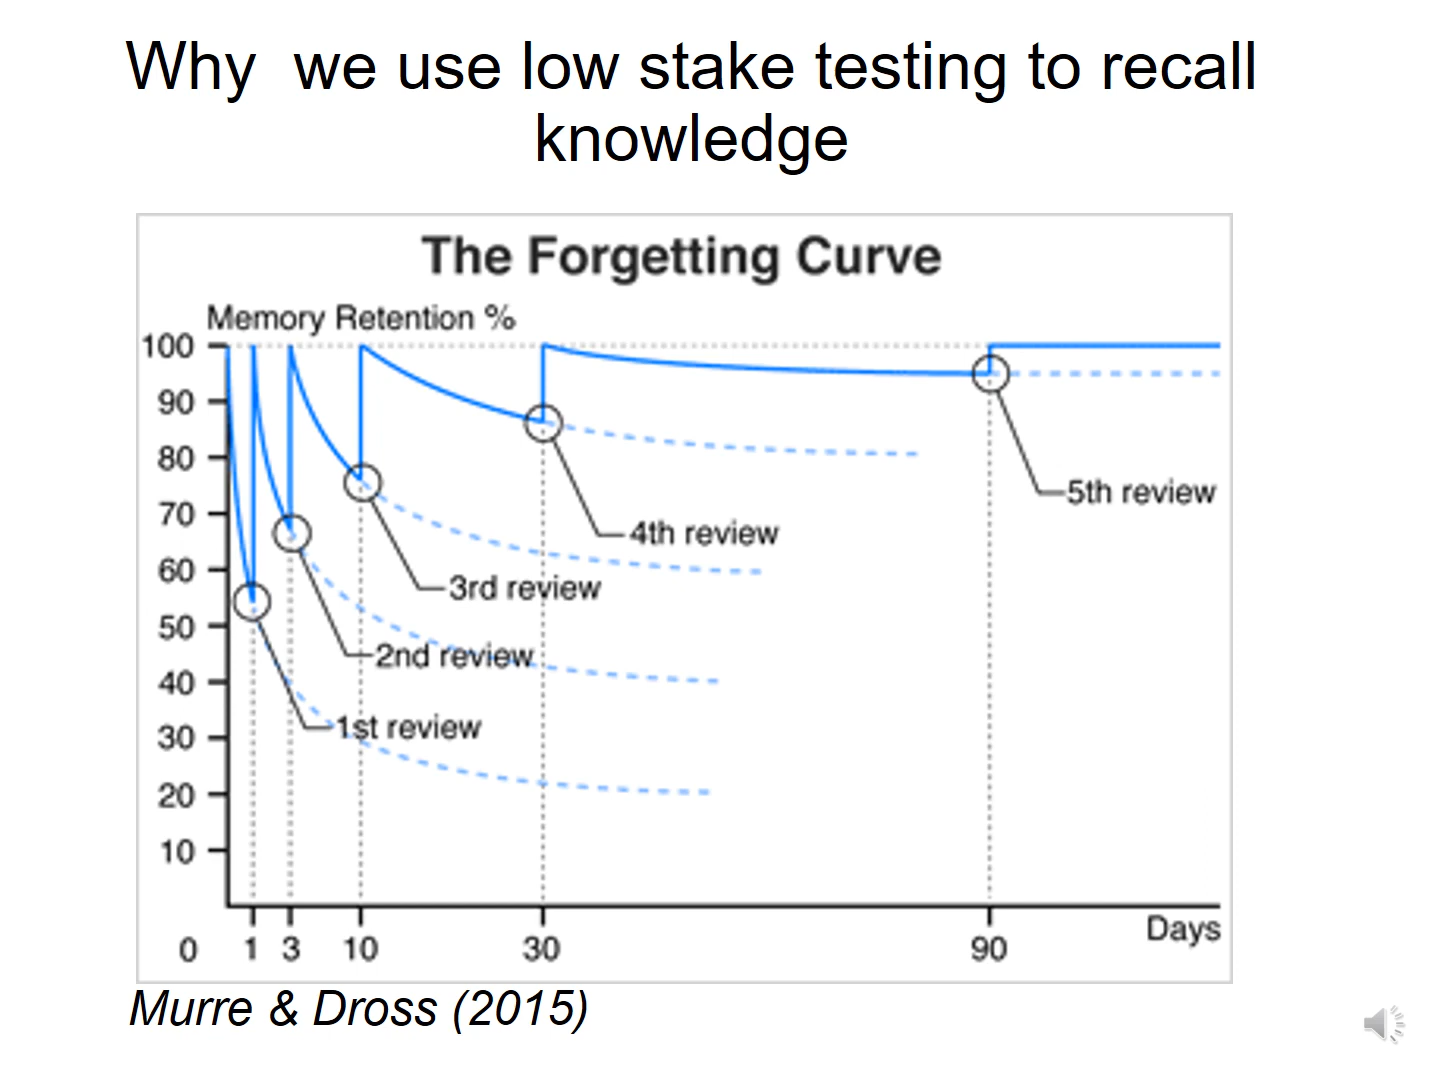 Why  we use low stake testing to recall
knowledge
The Forgetting Curve
Memory Retention %
100
90
80
70
60
50
40
30
20
10
5th review
4th review
3rd review
2nd review
1st review
0 1 3 10 30 90
Days
Murre & Dross (2015)